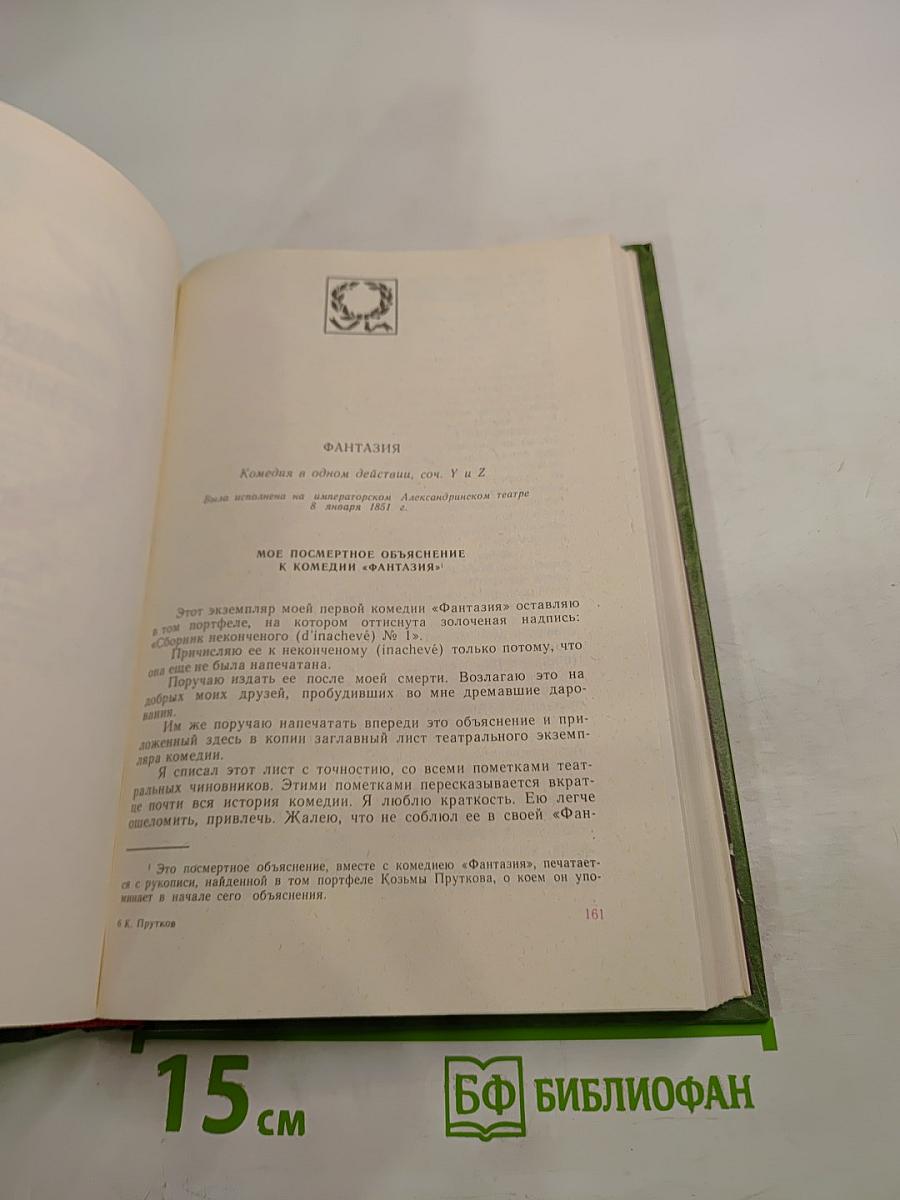 ФАНТАЗИЯ
Комедия в одном действии, соч. Y и Z
Была исполнена на императорском Александринском театре
8 января 1851 г.
МОЕ ПОСМЕРТНОЕ ОБЪЯСНЕНИЕ
К КОМЕДИИ «ФАНТАЗИЯ»¹
Этот экземпляр моей первой комедии «Фантазия» оставляю
в том портфеле, на котором оттиснута золоченая надпись:
«Сборник неконченого (d'inachevé) № 1».
Причисляю ее к неконченому (inachevé) только потому, что
она еще не была напечатана.
Поручаю издать ее после моей смерти. Возлагаю это на
добрых моих друзей, пробудивших во мне дремавшие даро-
вания.
Им же поручаю напечатать впереди это объяснение и при-
ложенный здесь в копии заглавный лист театрального экземп-
ляра комедии.
Я списал этот лист с точностию, со всеми пометками теат-
ральных чиновников. Этими пометками пересказывается вкрат-
це почти вся история комедии. Я люблю краткость. Ею легче
ошеломить, привлечь. Жалею, что не соблюл ее в своей «Фан-
¹ Это посмертное объяснение, вместе с комедиею «Фантазия», печатает-
ся с рукописи, найденной в том портфеле Козьмы Пруткова, о коем он упо-
минает в начале сего объяснения.
6 К. Прутков
161
15 см
БФ БИБЛИОФАН